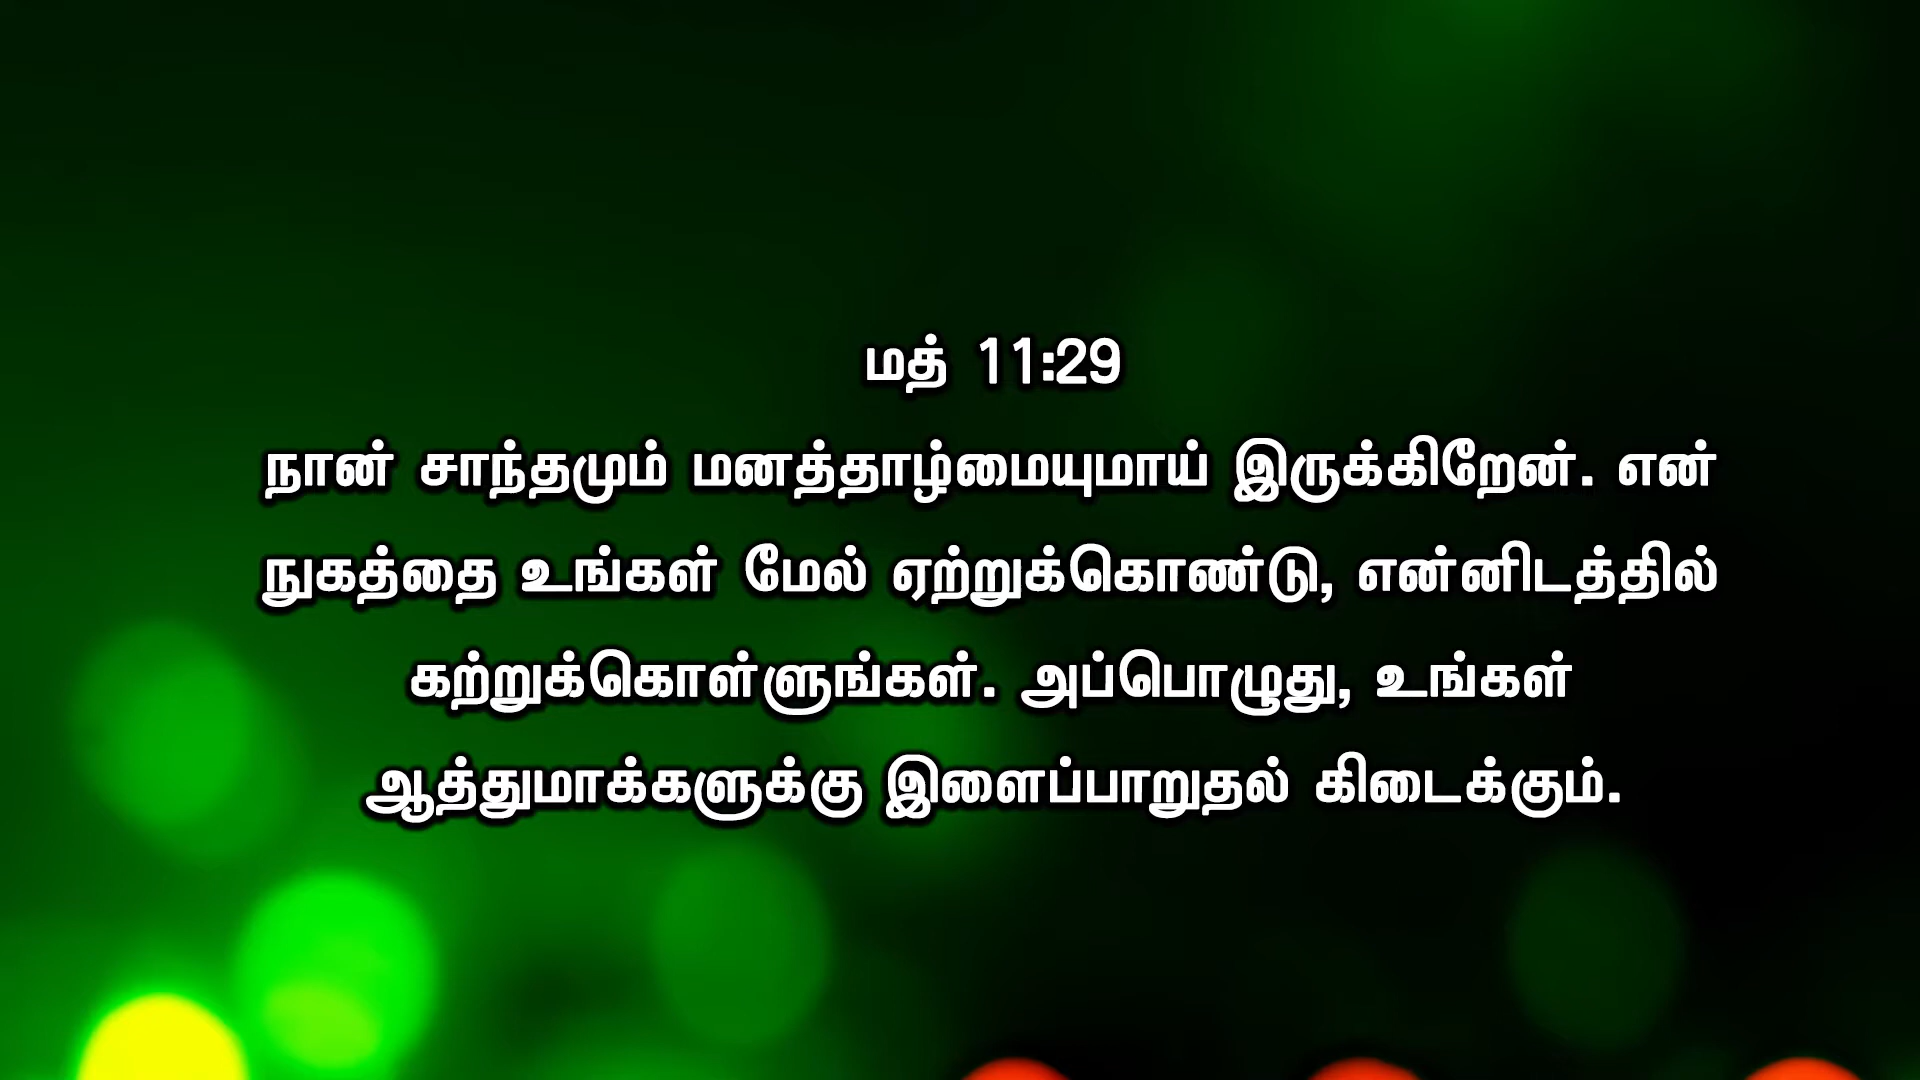 மத் 11:29
நான் சாந்தமும் மனத்தாழ்மையுமாய் இருக்கிறேன். என்
நுகத்தை உங்கள் மேல் ஏற்றுக்கொண்டு, என்னிடத்தில்
கற்றுக்கொள்ளுங்கள். அப்பொழுது, உங்கள்
ஆத்துமாக்களுக்கு இளைப்பாறுதல் கிடைக்கும்.